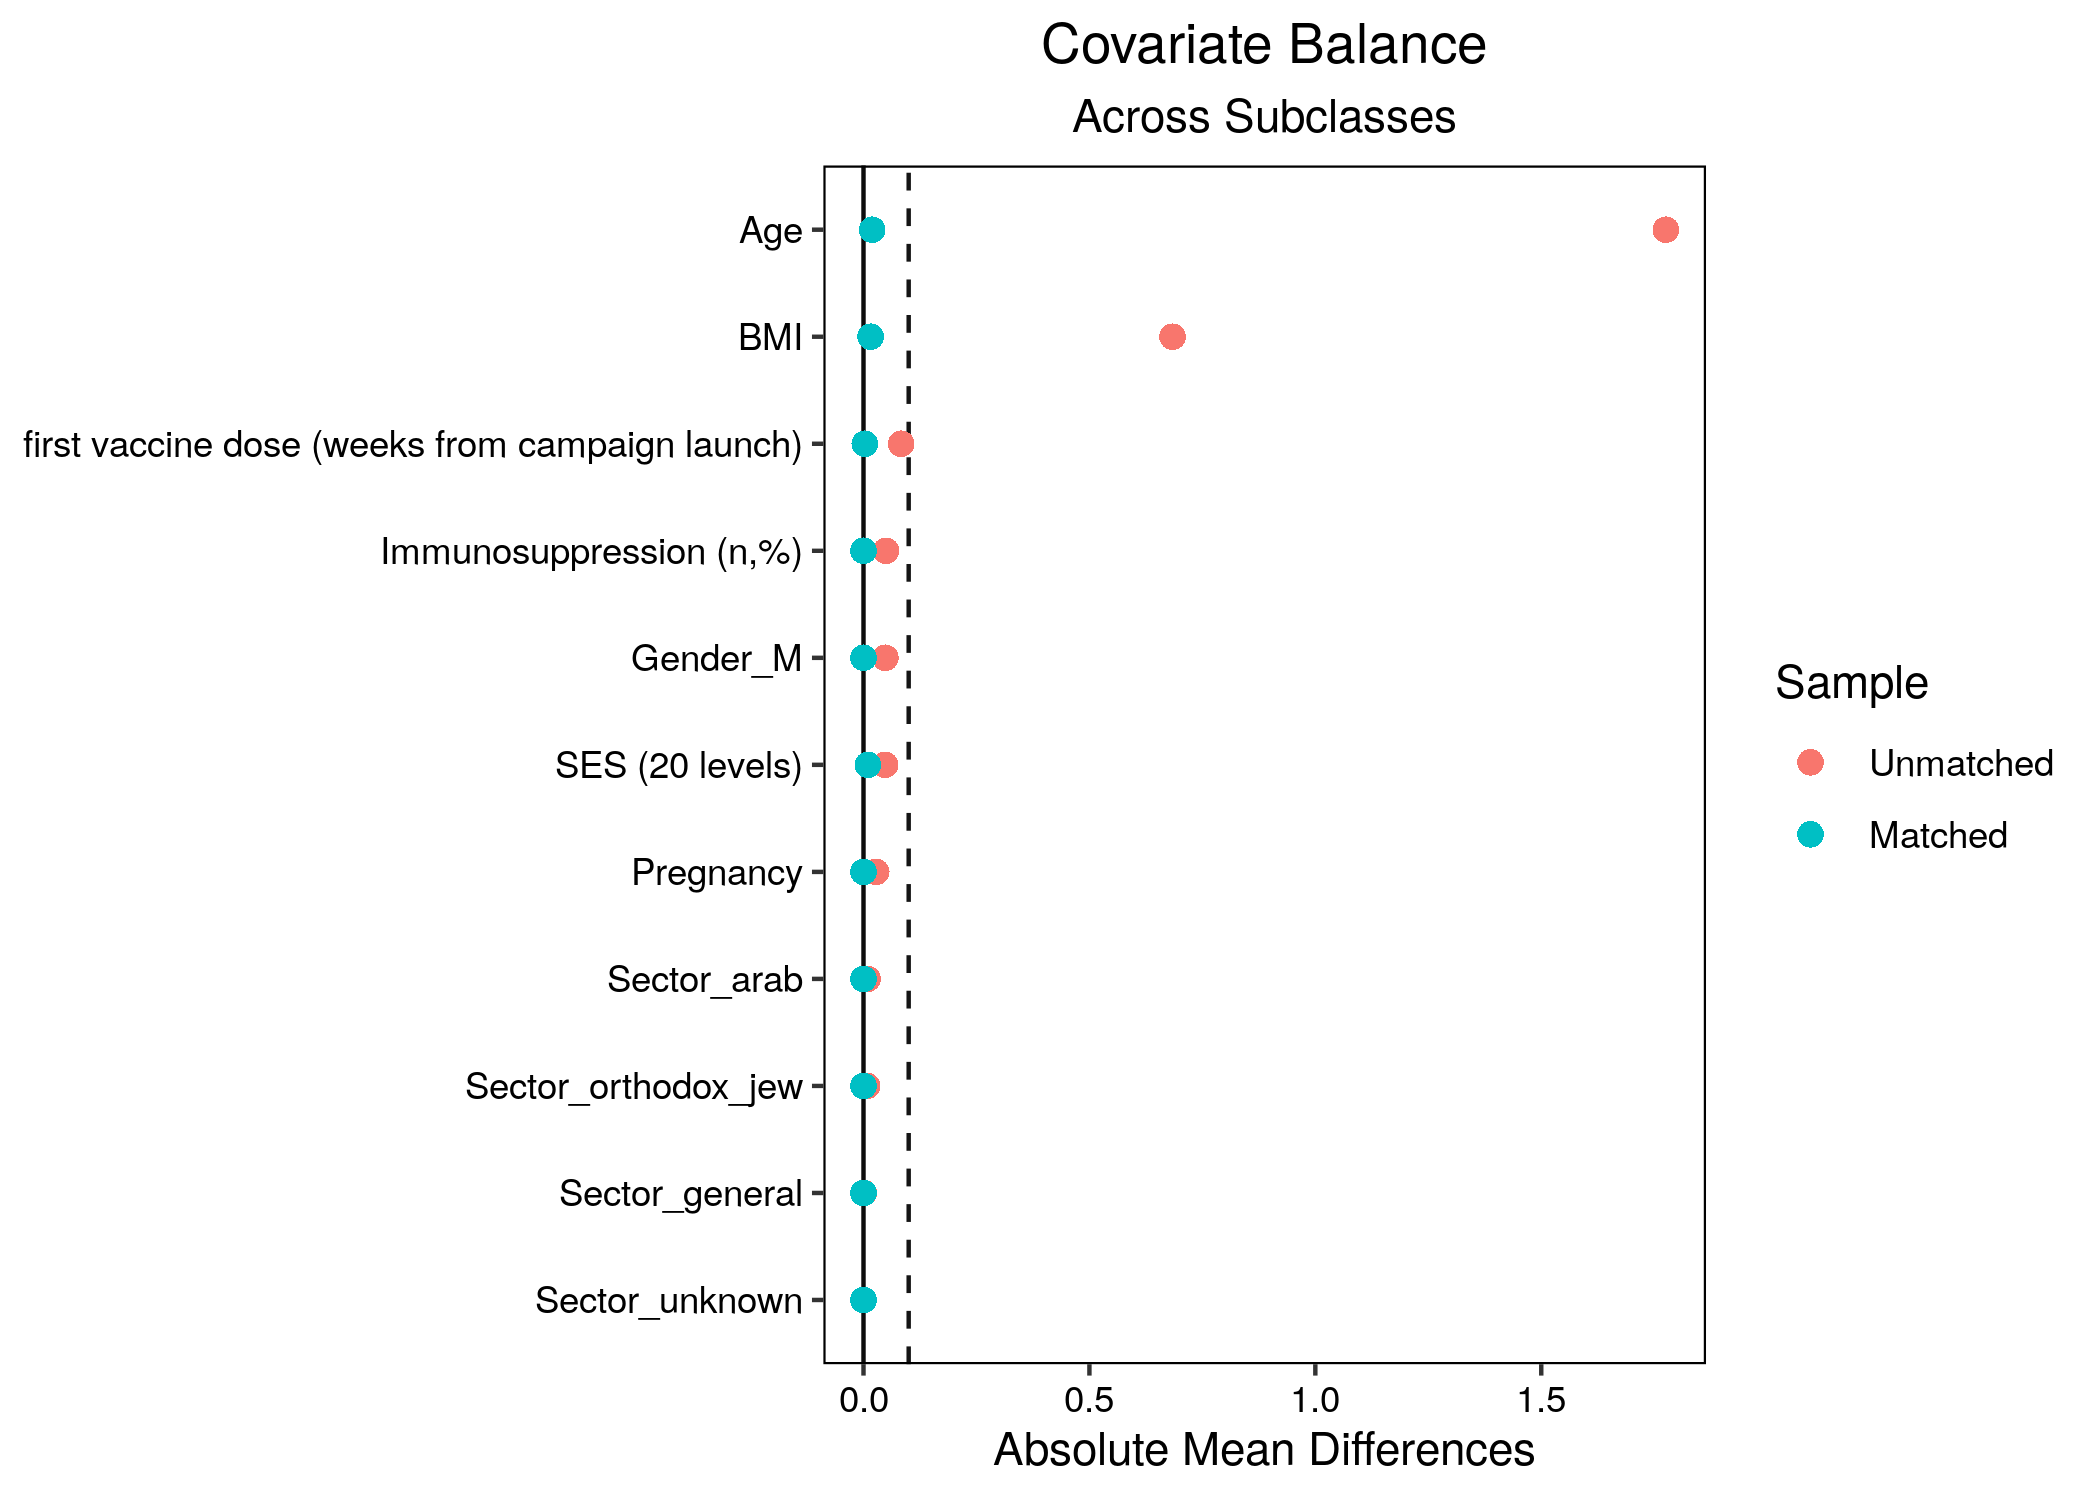 Covariate Balance
Across Subclasses
Age
BMI
first vaccine dose (weeks from campaign launch)
Immunosuppression (n,%)
Gender_M
SES (20 levels)
Pregnancy
Sector_arab
Sector_orthodox_jew
Sector_general
Sector_unknown
0.0 0.5 1.0 1.5
Absolute Mean Differences
Sample
Unmatched
Matched